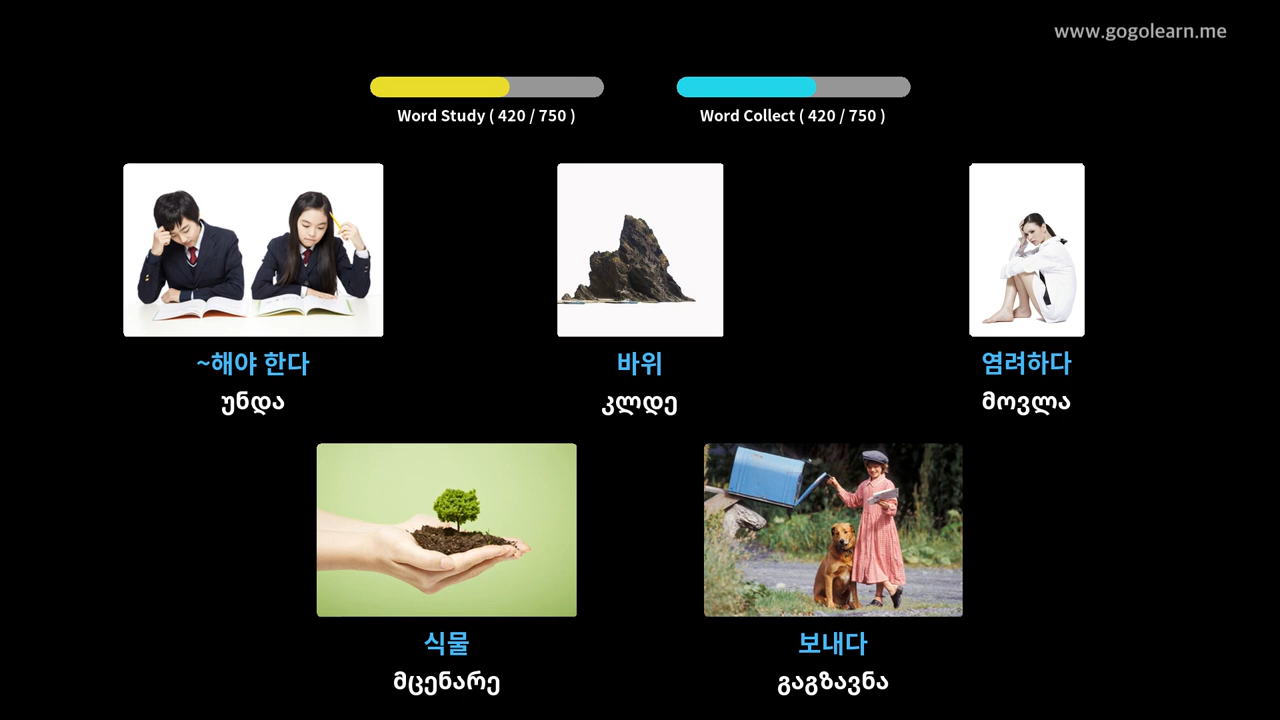 www.gogolearn.me
Word Study ( 420 / 750 )
Word Collect ( 420 / 750 )
~해야 한다
უნდა
바위
კლდე
염려하다
მოვლა
식물
მცენარე
보내다
გაგზავნა